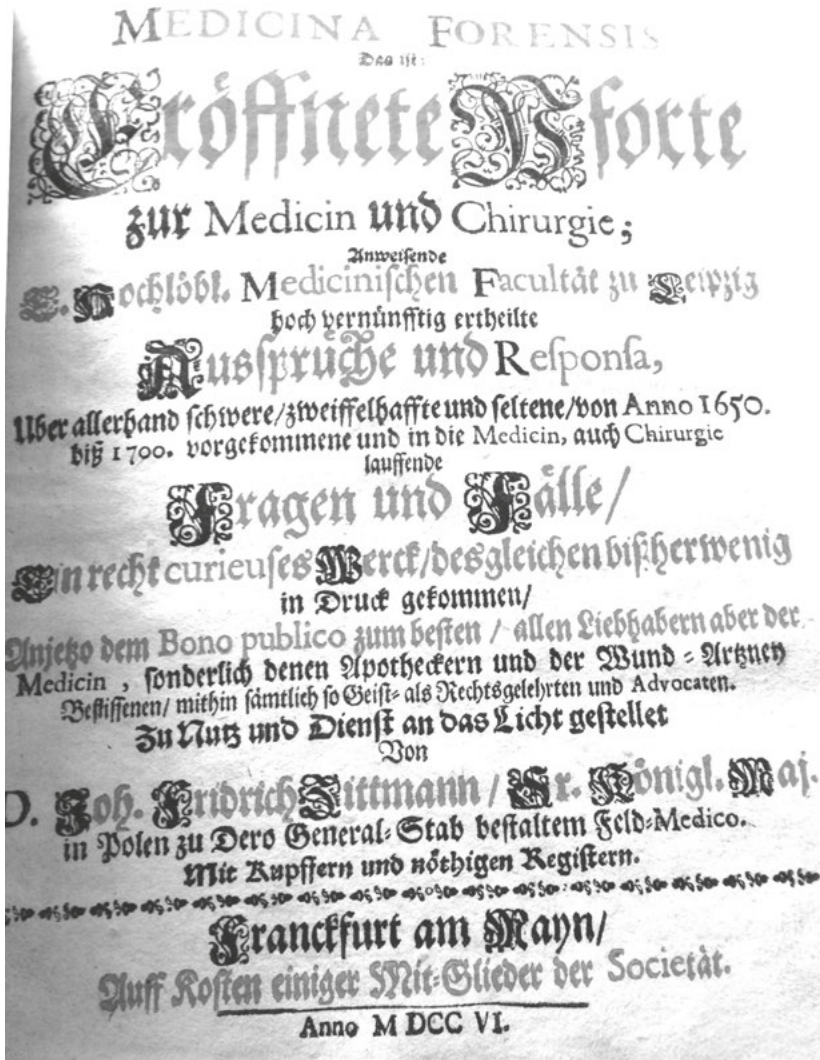 MEDICINA FORENSIS
Das ist:
Eröffnete Pforte
zur Medicin und Chirurgie;
Anweisende
E. Hochlöbl. Medicinischen Facultät zu Leipzig
hoch vernünfftig ertheilte
Aussprüche und Responsa,
Uber allerhand schwere/zweiffelhaffte und seltene/von Anno 1650.
biß 1700. vorgekommene und in die Medicin, auch Chirurgie
lauffende
Fragen und Fälle/
Ein recht curieuses Werck/desgleichen bißher wenig
in Druck gekommen/
Anjetzo dem Bono publico zum besten / allen Liebhabern aber der
Medicin, sonderlich denen Apotheckern und der Wund-Artzney
Beflissenen/ mithin sämtlich so Geist- als Rechtsgelehrten und Advocaten.
Zu Nutz und Dienst an das Licht gestellet
Von
D. Joh. Fridrich Zittmann/ Sr. Königl. Maj.
in Polen zu Dero General-Stab bestaltem Feld-Medico.
Mit Kupffern und nöthigen Registern.
Franckfurt am Mayn/
Auff Kosten einiger Mit-Glieder der Societät.
Anno M DCC VI.